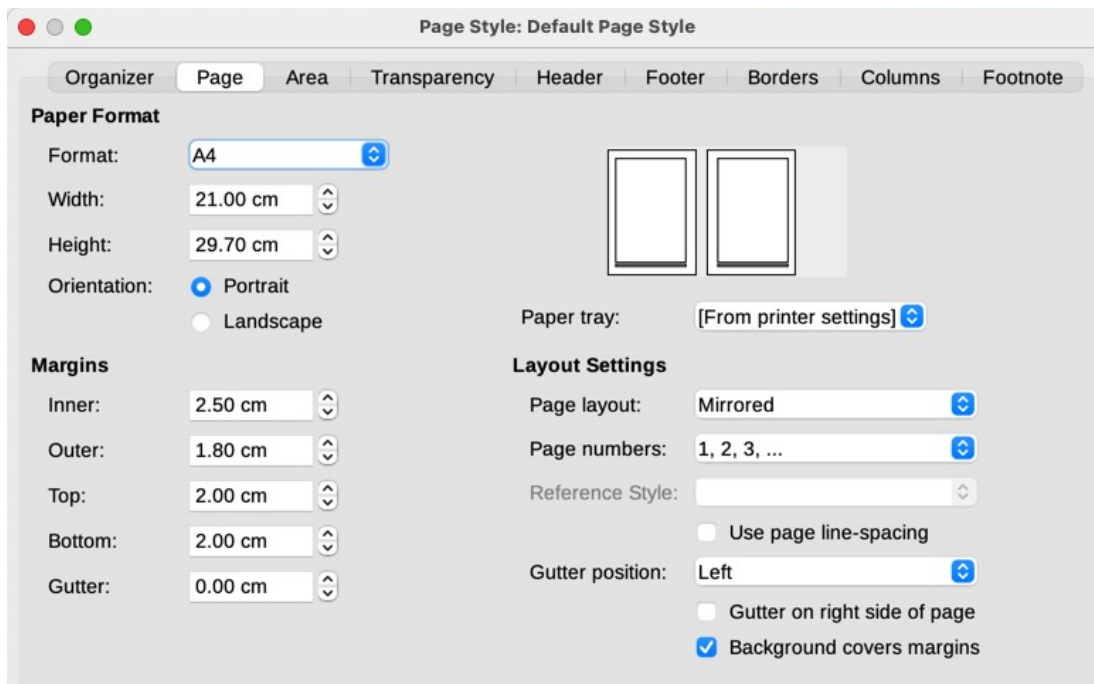 Page Style: Default Page Style
Organizer Page Area Transparency Header Footer Borders Columns Footnote
Paper Format
Format: A4
Width: 21.00 cm
Height: 29.70 cm
Orientation: Portrait
Landscape
Paper tray: [From printer settings]
Margins
Inner: 2.50 cm
Outer: 1.80 cm
Top: 2.00 cm
Bottom: 2.00 cm
Gutter: 0.00 cm
Layout Settings
Page layout: Mirrored
Page numbers: 1, 2, 3, ...
Reference Style:
Use page line-spacing
Gutter position: Left
Gutter on right side of page
Background covers margins